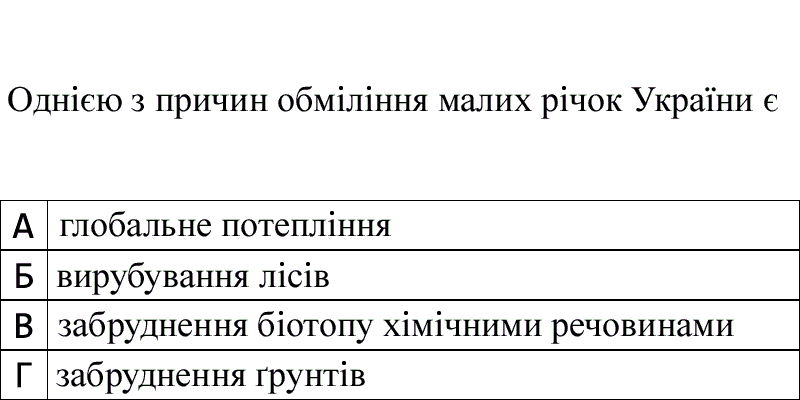 Однією з причин обміління малих річок України є
А глобальне потепління
Б вирубування лісів
В забруднення біотопу хімічними речовинами
Г забруднення ґрунтів